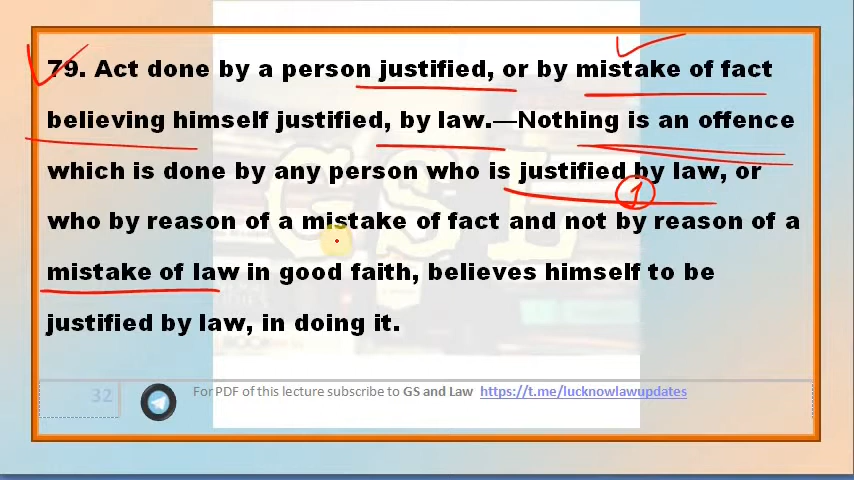 79. Act done by a person justified, or by mistake of fact
believing himself justified, by law.—Nothing is an offence
which is done by any person who is justified by law, or
1
who by reason of a mistake of fact and not by reason of a
mistake of law in good faith, believes himself to be
justified by law, in doing it.
GSL
32
For PDF of this lecture subscribe to GS and Law https://t.me/lucknowlawupdates